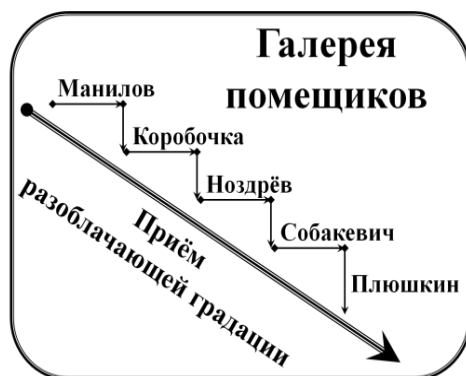 Галерея
помещиков
Манилов
Коробочка
Ноздрёв
Собакевич
Плюшкин
Приём
разоблачающей градации